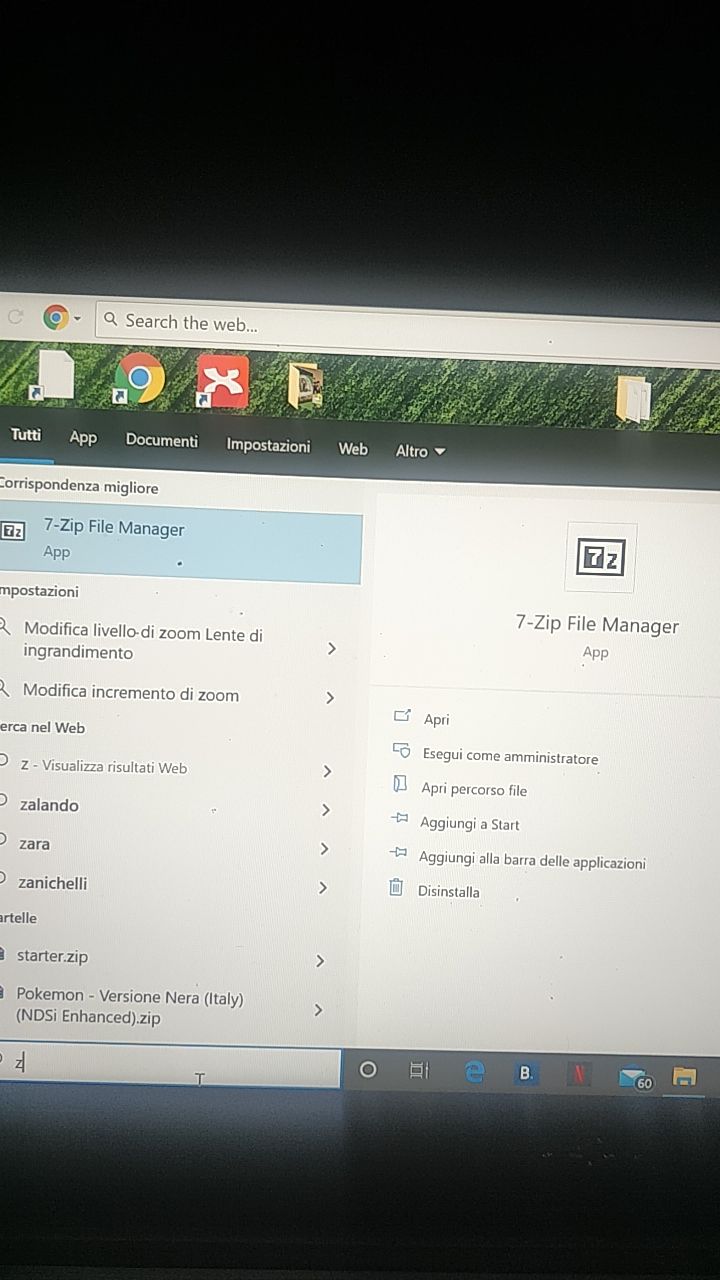 Search the web...
Tutti App Documenti Impostazioni Web Altro
Corrispondenza migliore
7-Zip File Manager
App
mpostazioni
Modifica livello di zoom Lente di
ingrandimento
Modifica incremento di zoom
erca nel Web
z - Visualizza risultati Web
zalando
zara
zanichelli
artelle
starter.zip
Pokemon - Versione Nera (Italy)
(NDSi Enhanced).zip
z
7z
7-Zip File Manager
App
Apri
Esegui come amministratore
Apri percorso file
Aggiungi a Start
Aggiungi alla barra delle applicazioni
Disinstalla
B.
N
60